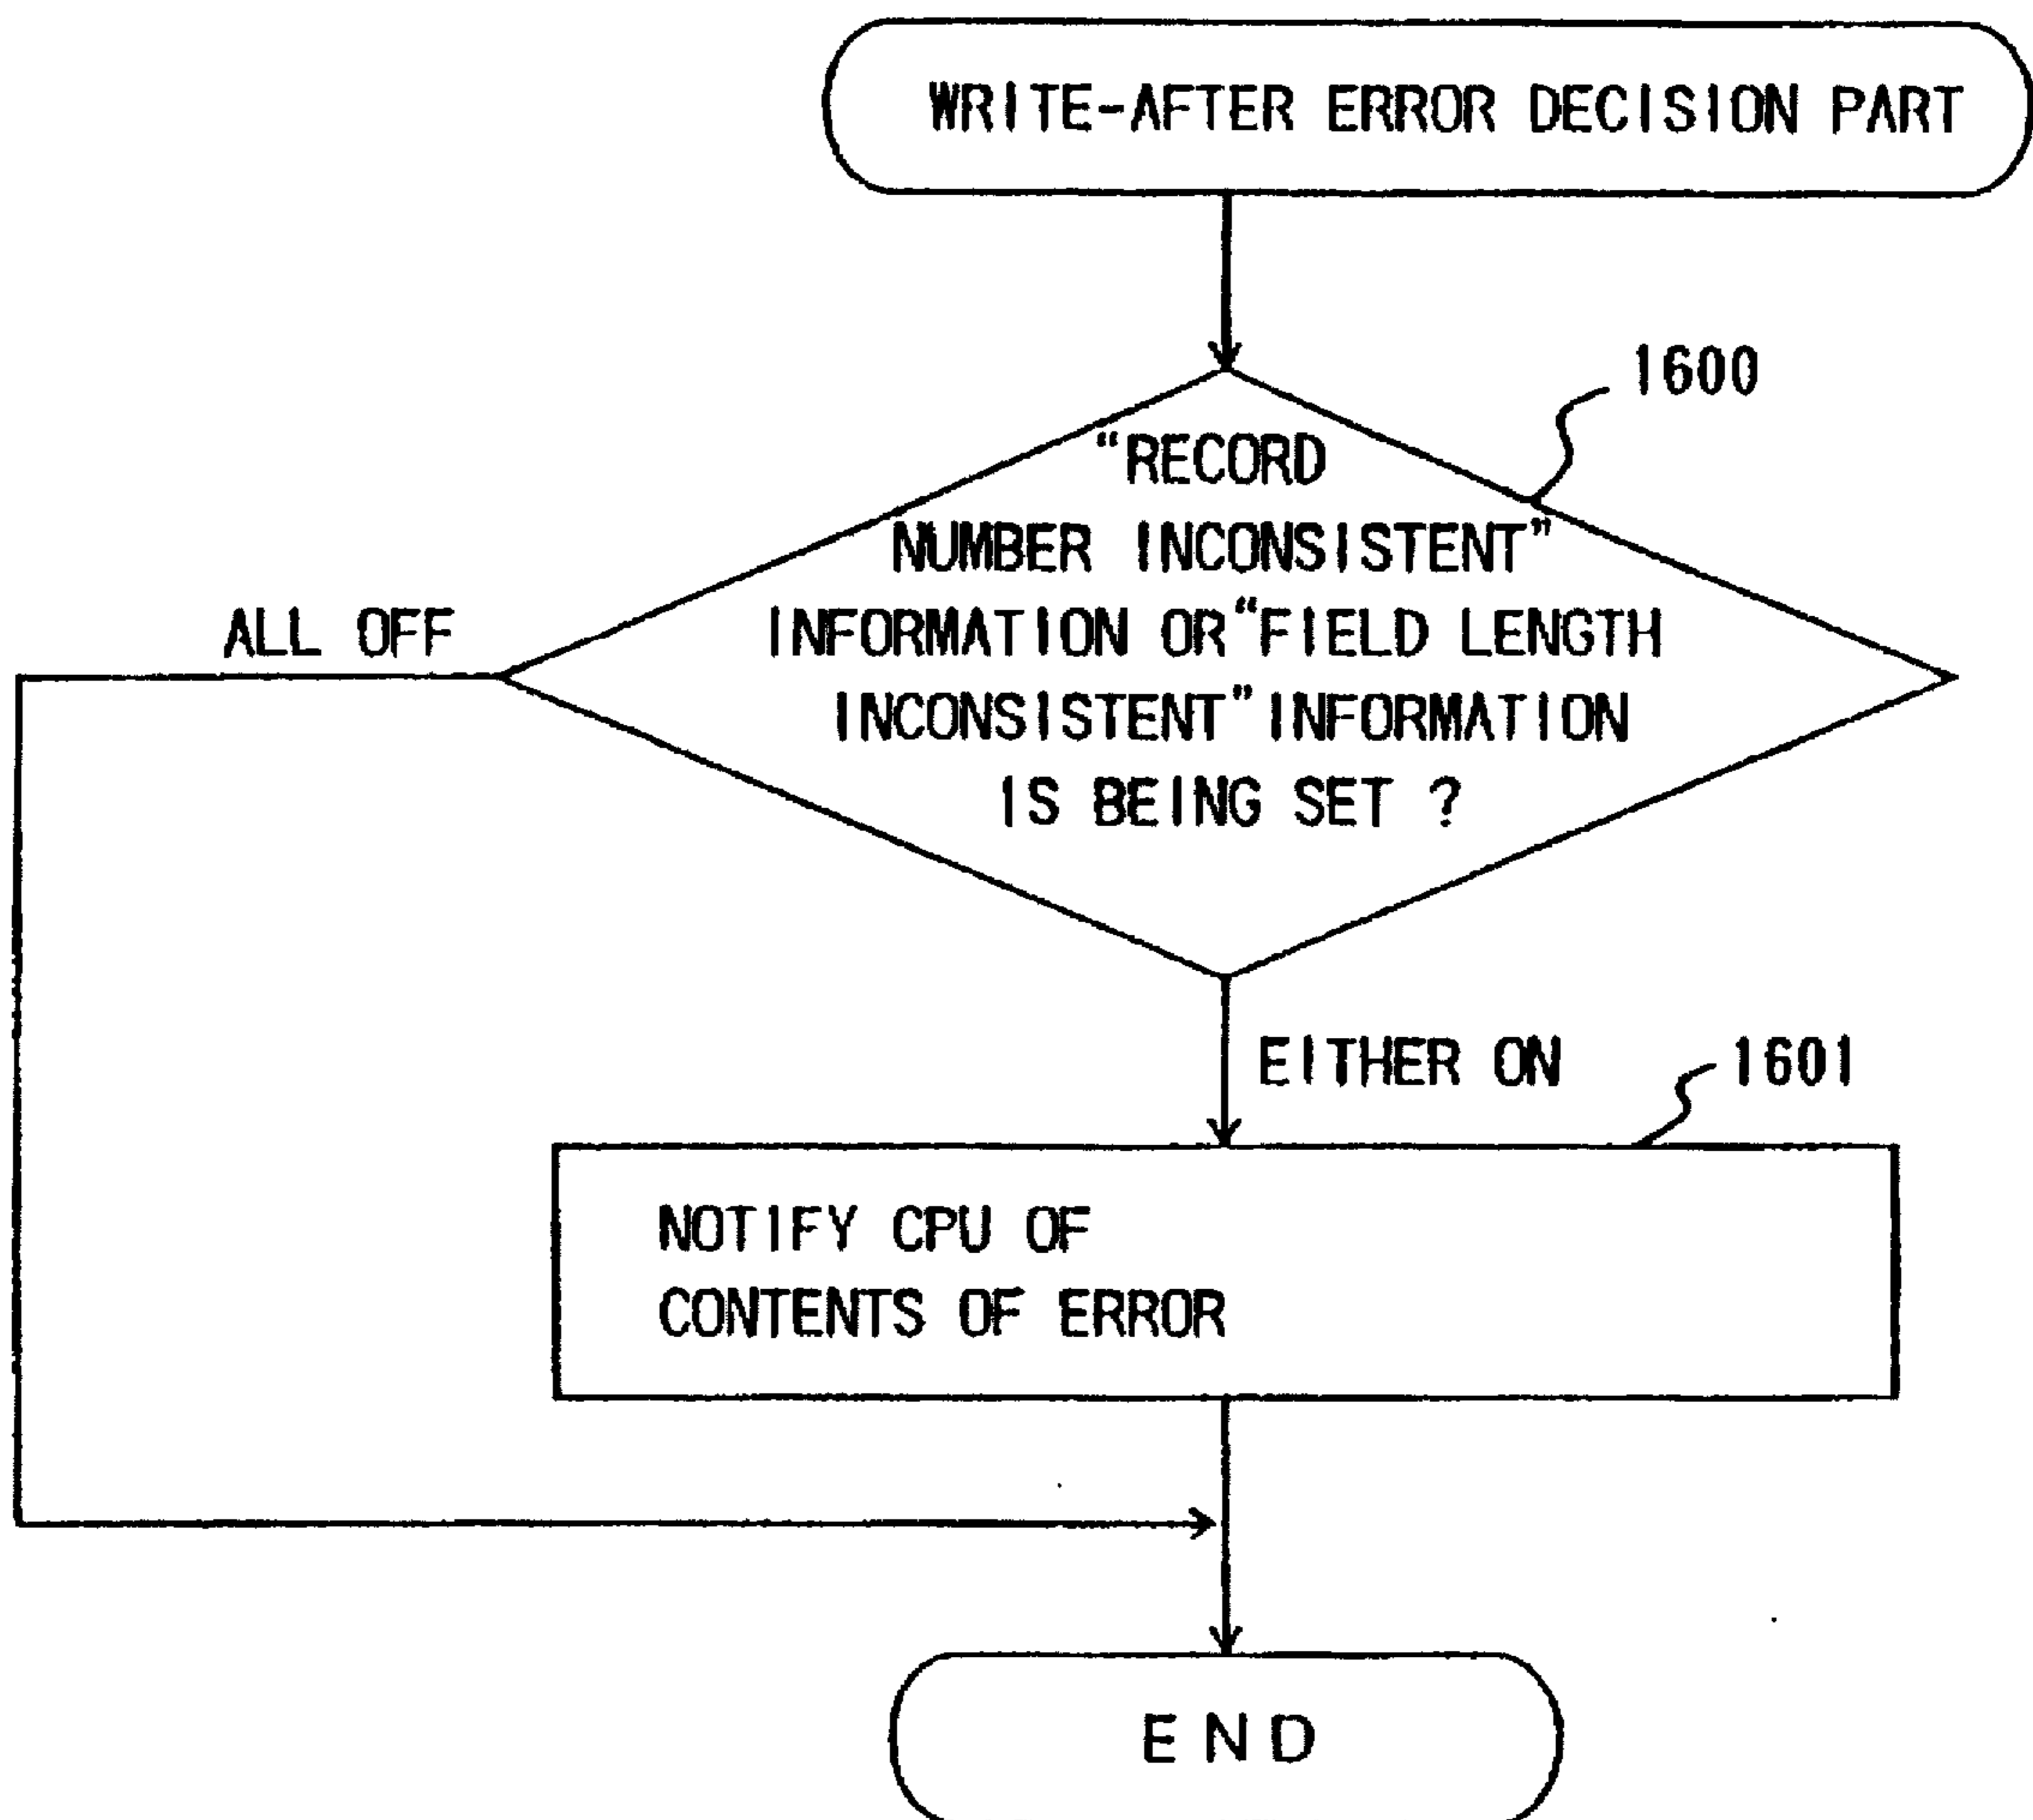 WRITE-AFTER ERROR DECISION PART
1600
“RECORD
NUMBER INCONSISTENT”
INFORMATION OR“FIELD LENGTH
INCONSISTENT”INFORMATION
IS BEING SET ?
ALL OFF
EITHER ON
1601
NOTIFY CPU OF
CONTENTS OF ERROR
END